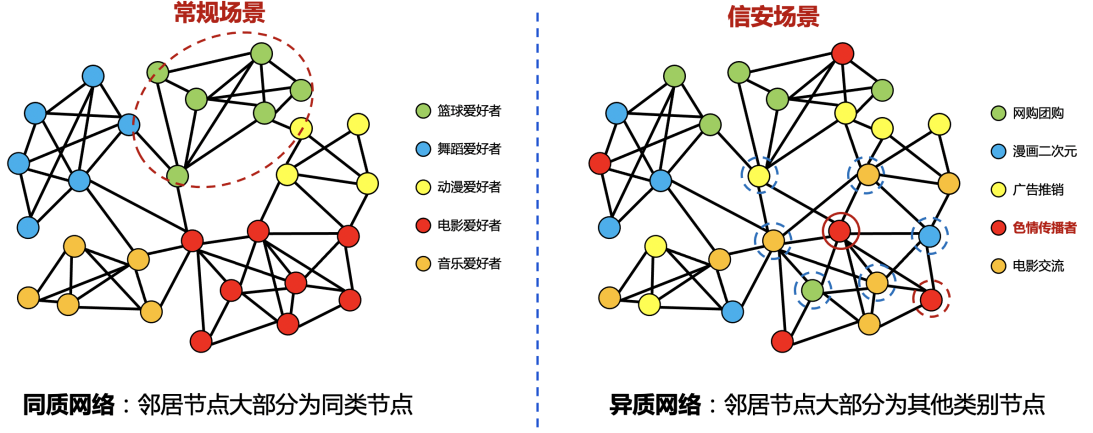 常规场景
篮球爱好者
舞蹈爱好者
动漫爱好者
电影爱好者
音乐爱好者
同质网络：邻居节点大部分为同类节点
信安场景
网购团购
漫画二次元
广告推销
色情传播者
电影交流
异质网络：邻居节点大部分为其他类别节点